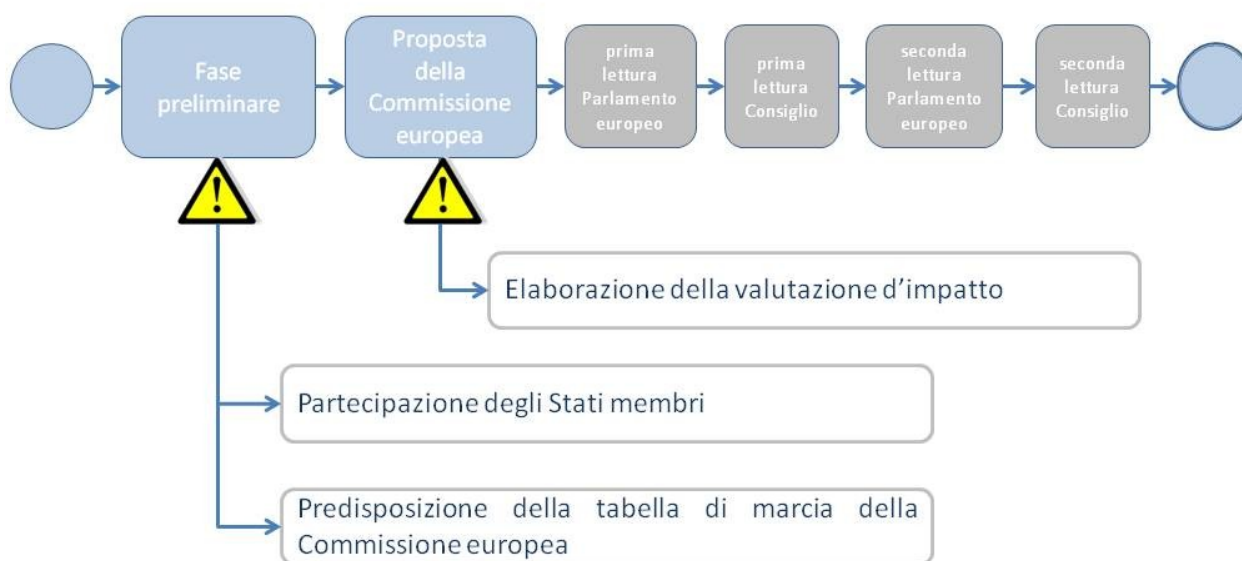 Fase
preliminare
Proposta
della
Commissione
europea
prima
lettura
Parlamento
europeo
prima
lettura
Consiglio
seconda
lettura
Parlamento
europeo
seconda
lettura
Consiglio
!
!
Elaborazione della valutazione d’impatto
Partecipazione degli Stati membri
Predisposizione della tabella di marcia della
Commissione europea